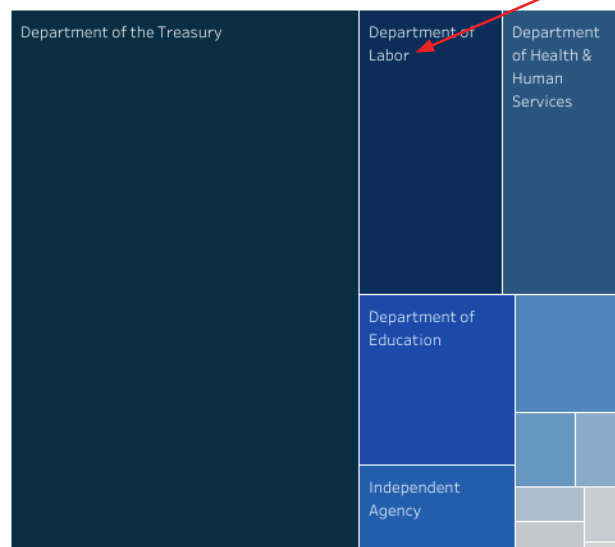 Department of the Treasury
Department of
Labor
Department
of Health &
Human
Services
Department of
Education
Independent
Agency